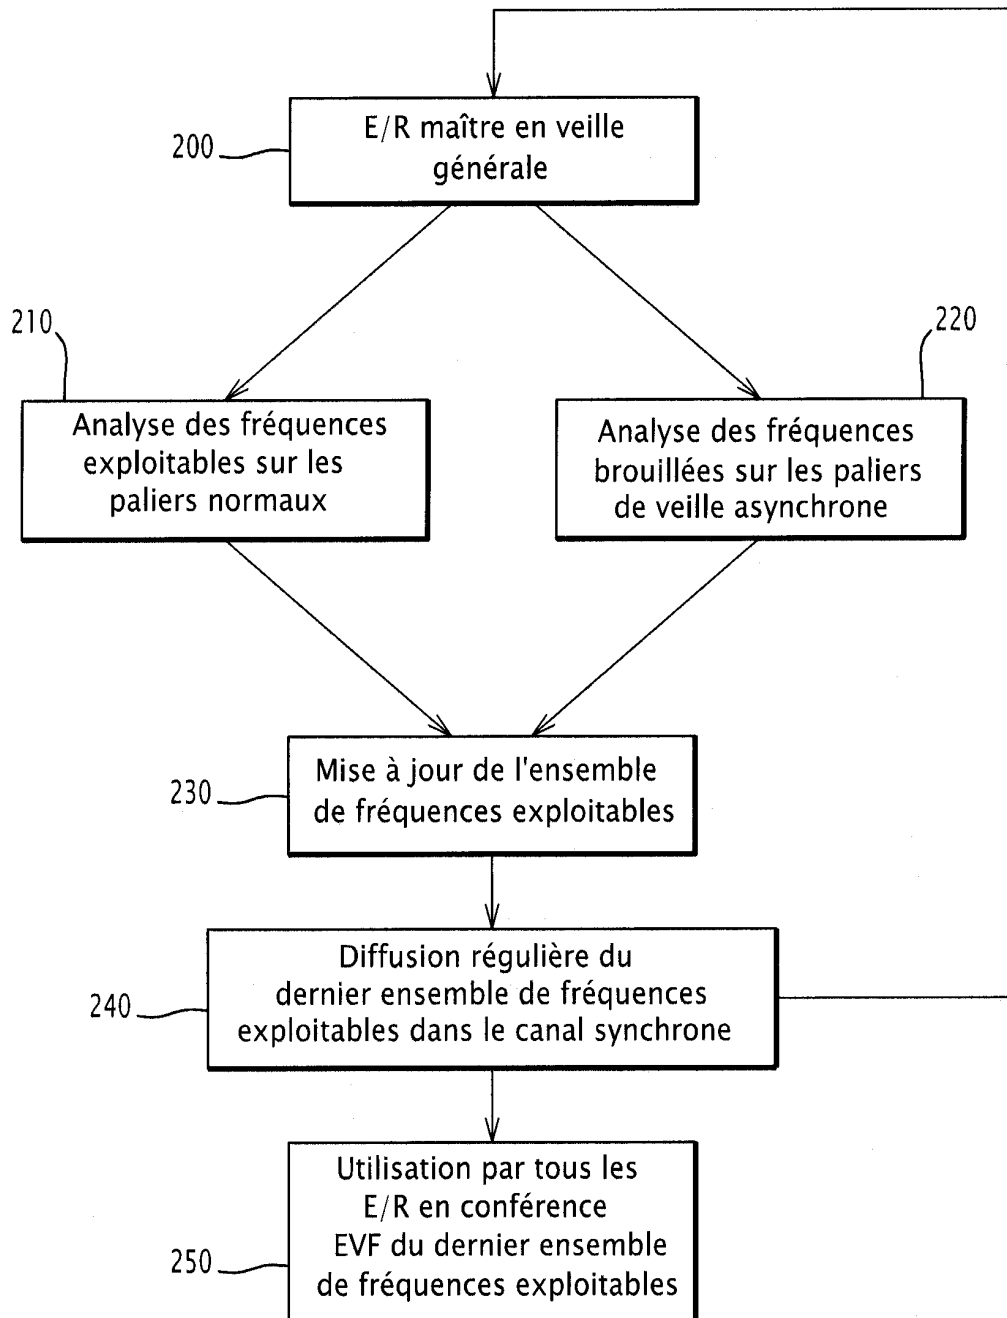 200
E/R maître en veille
générale
210
Analyse des fréquences
exploitables sur les
paliers normaux
220
Analyse des fréquences
brouillées sur les paliers
de veille asynchrone
230
Mise à jour de l'ensemble
de fréquences exploitables
240
Diffusion régulière du
dernier ensemble de fréquences
exploitables dans le canal synchrone
250
Utilisation par tous les
E/R en conférence
EVF du dernier ensemble
de fréquences exploitables